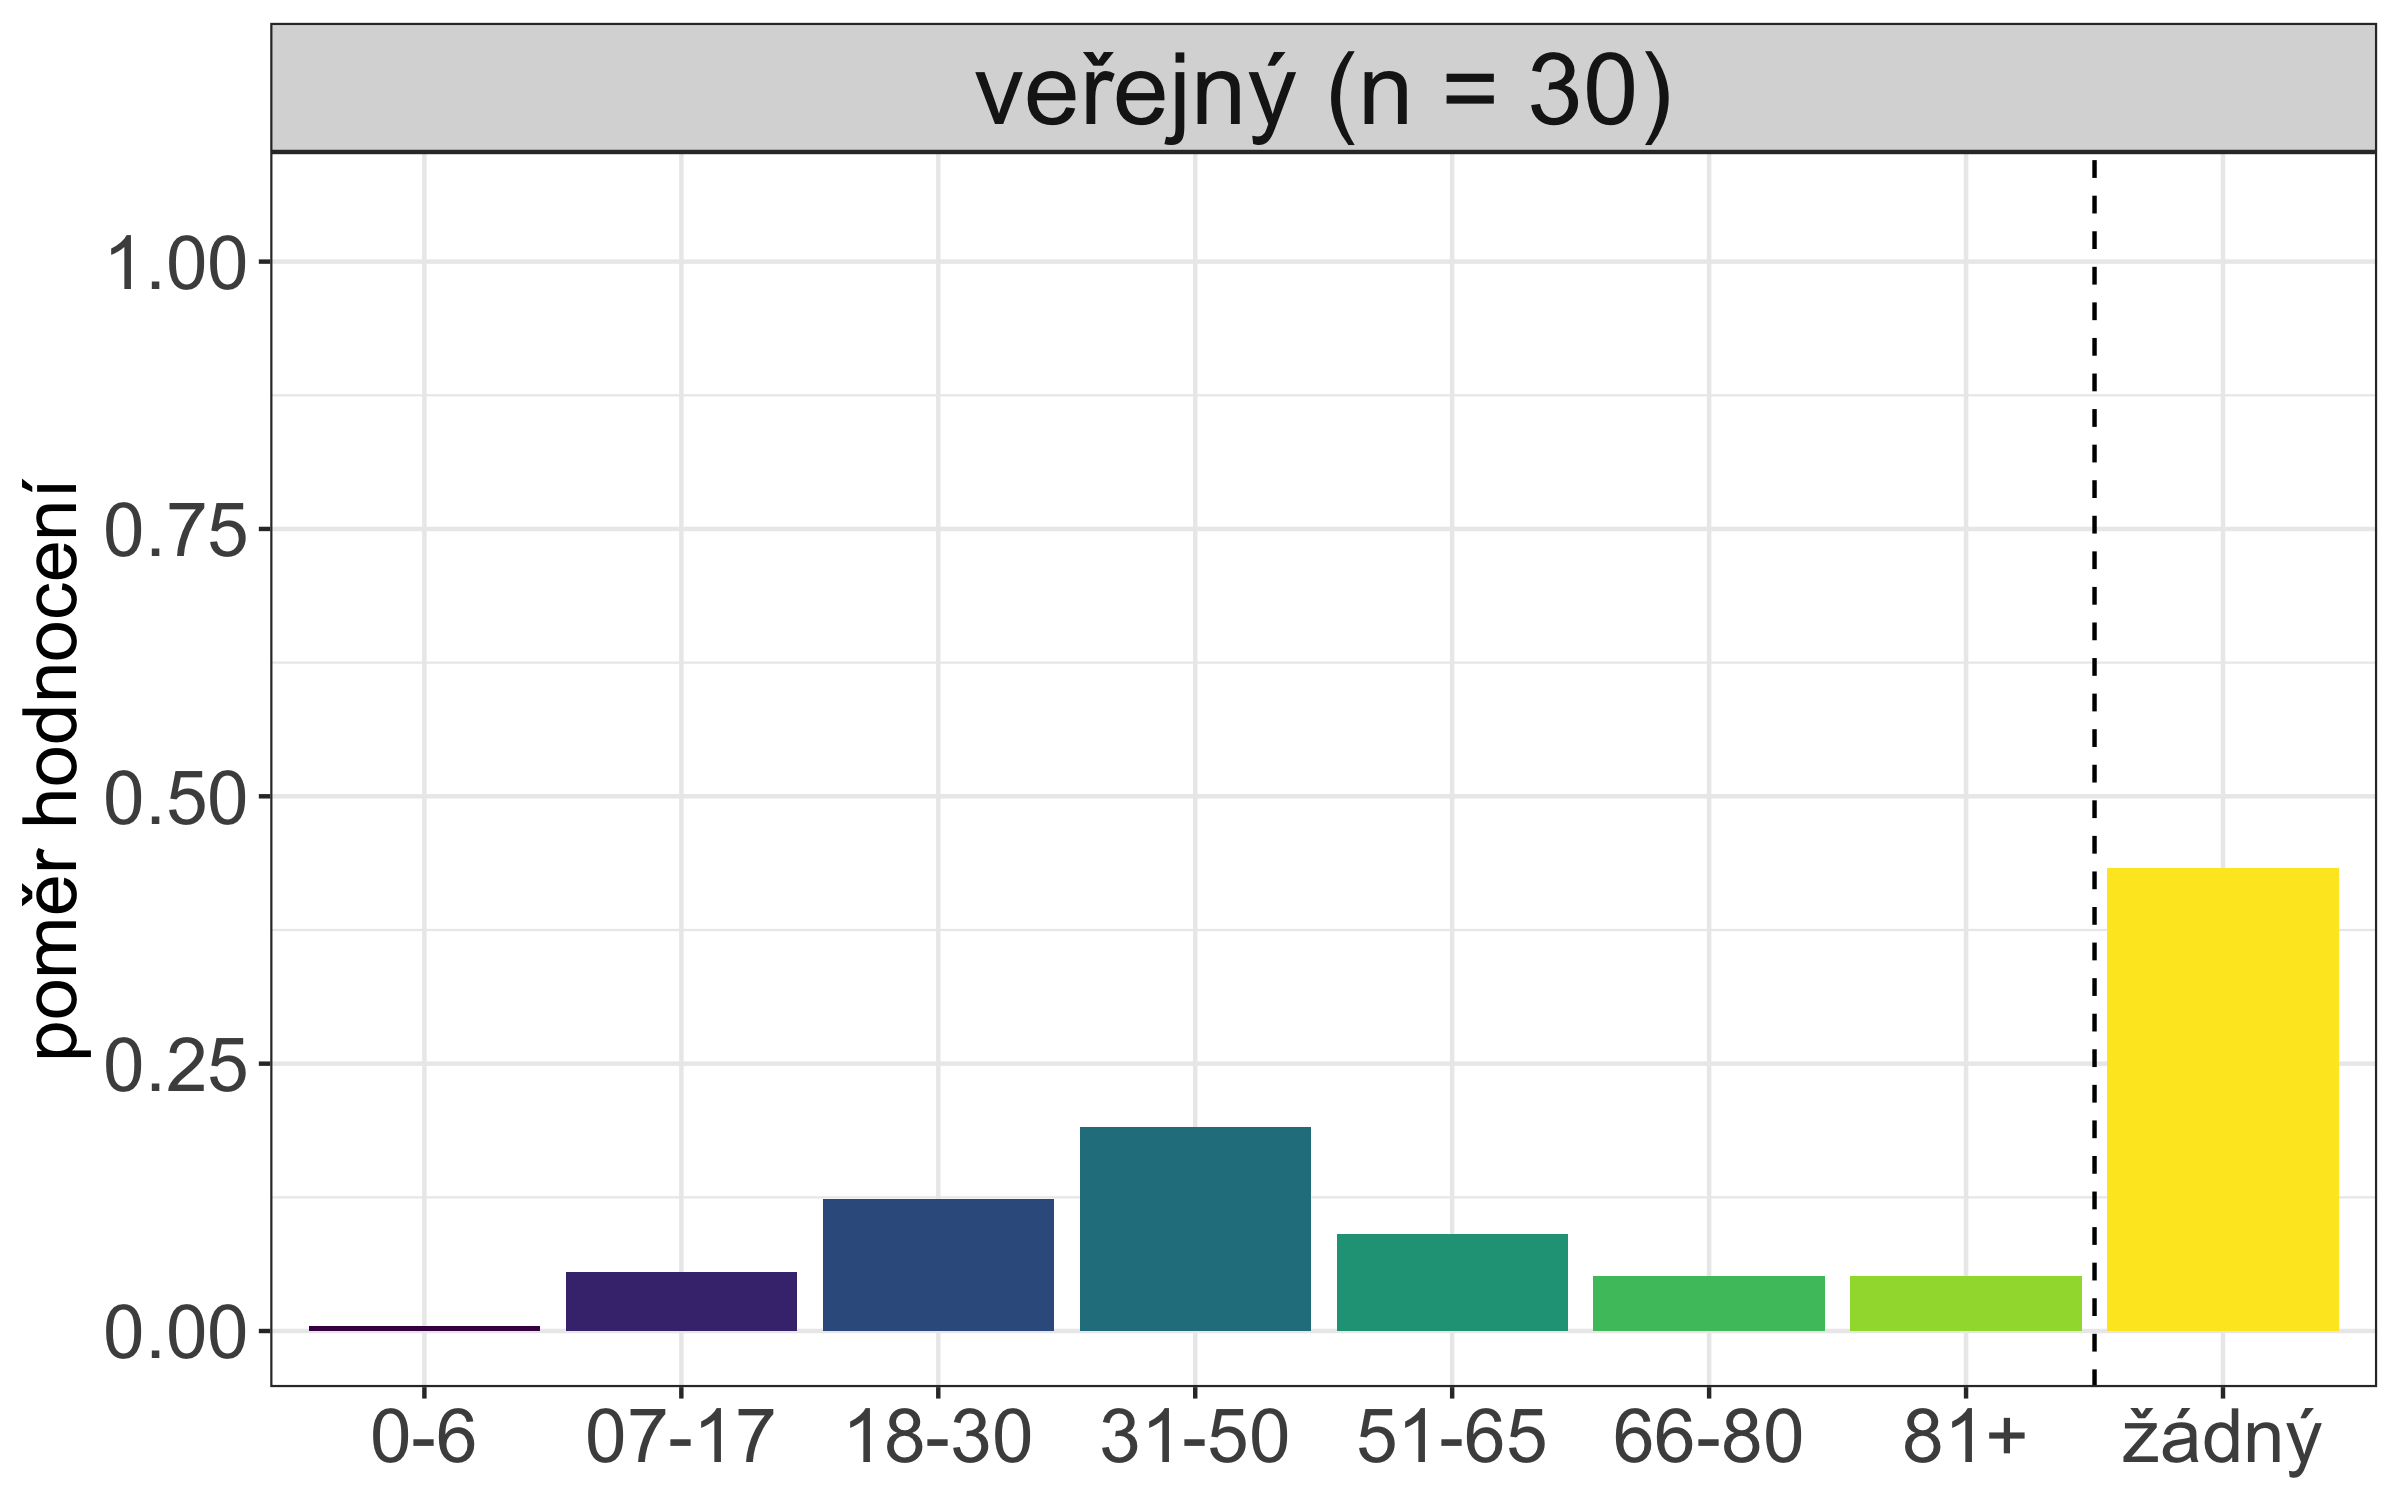 veřejný (n = 30)
poměr hodnocení
1.00
0.75
0.50
0.25
0.00
0-6 07-17 18-30 31-50 51-65 66-80 81+ žádný